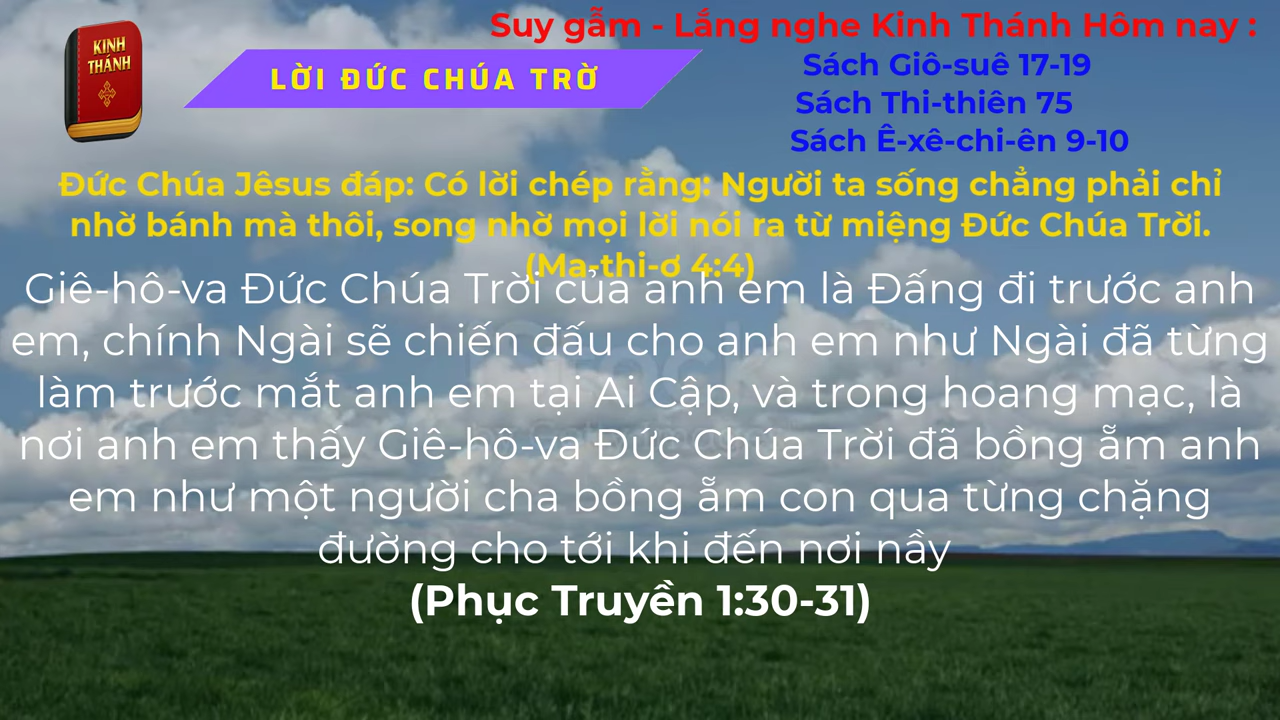 Suy gẫm - Lắng nghe Kinh Thánh Hôm nay :
KINH
THÁNH
LỜI ĐỨC CHÚA TRỜ
Sách Giô-suê 17-19
Sách Thi-thiên 75
Sách Ê-xê-chi-ên 9-10
Đức Chúa Jêsus đáp: Có lời chép rằng: Người ta sống chẳng phải chỉ
nhờ bánh mà thôi, song nhờ mọi lời nói ra từ miệng Đức Chúa Trời.
(Ma-thi-ơ 4:4)
Giê-hô-va Đức Chúa Trời của anh em là Đấng đi trước anh
em, chính Ngài sẽ chiến đấu cho anh em như Ngài đã từng
làm trước mắt anh em tại Ai Cập, và trong hoang mạc, là
nơi anh em thấy Giê-hô-va Đức Chúa Trời đã bồng ẵm anh
em như một người cha bồng ẵm con qua từng chặng
đường cho tới khi đến nơi nầy
(Phục Truyền 1:30-31)